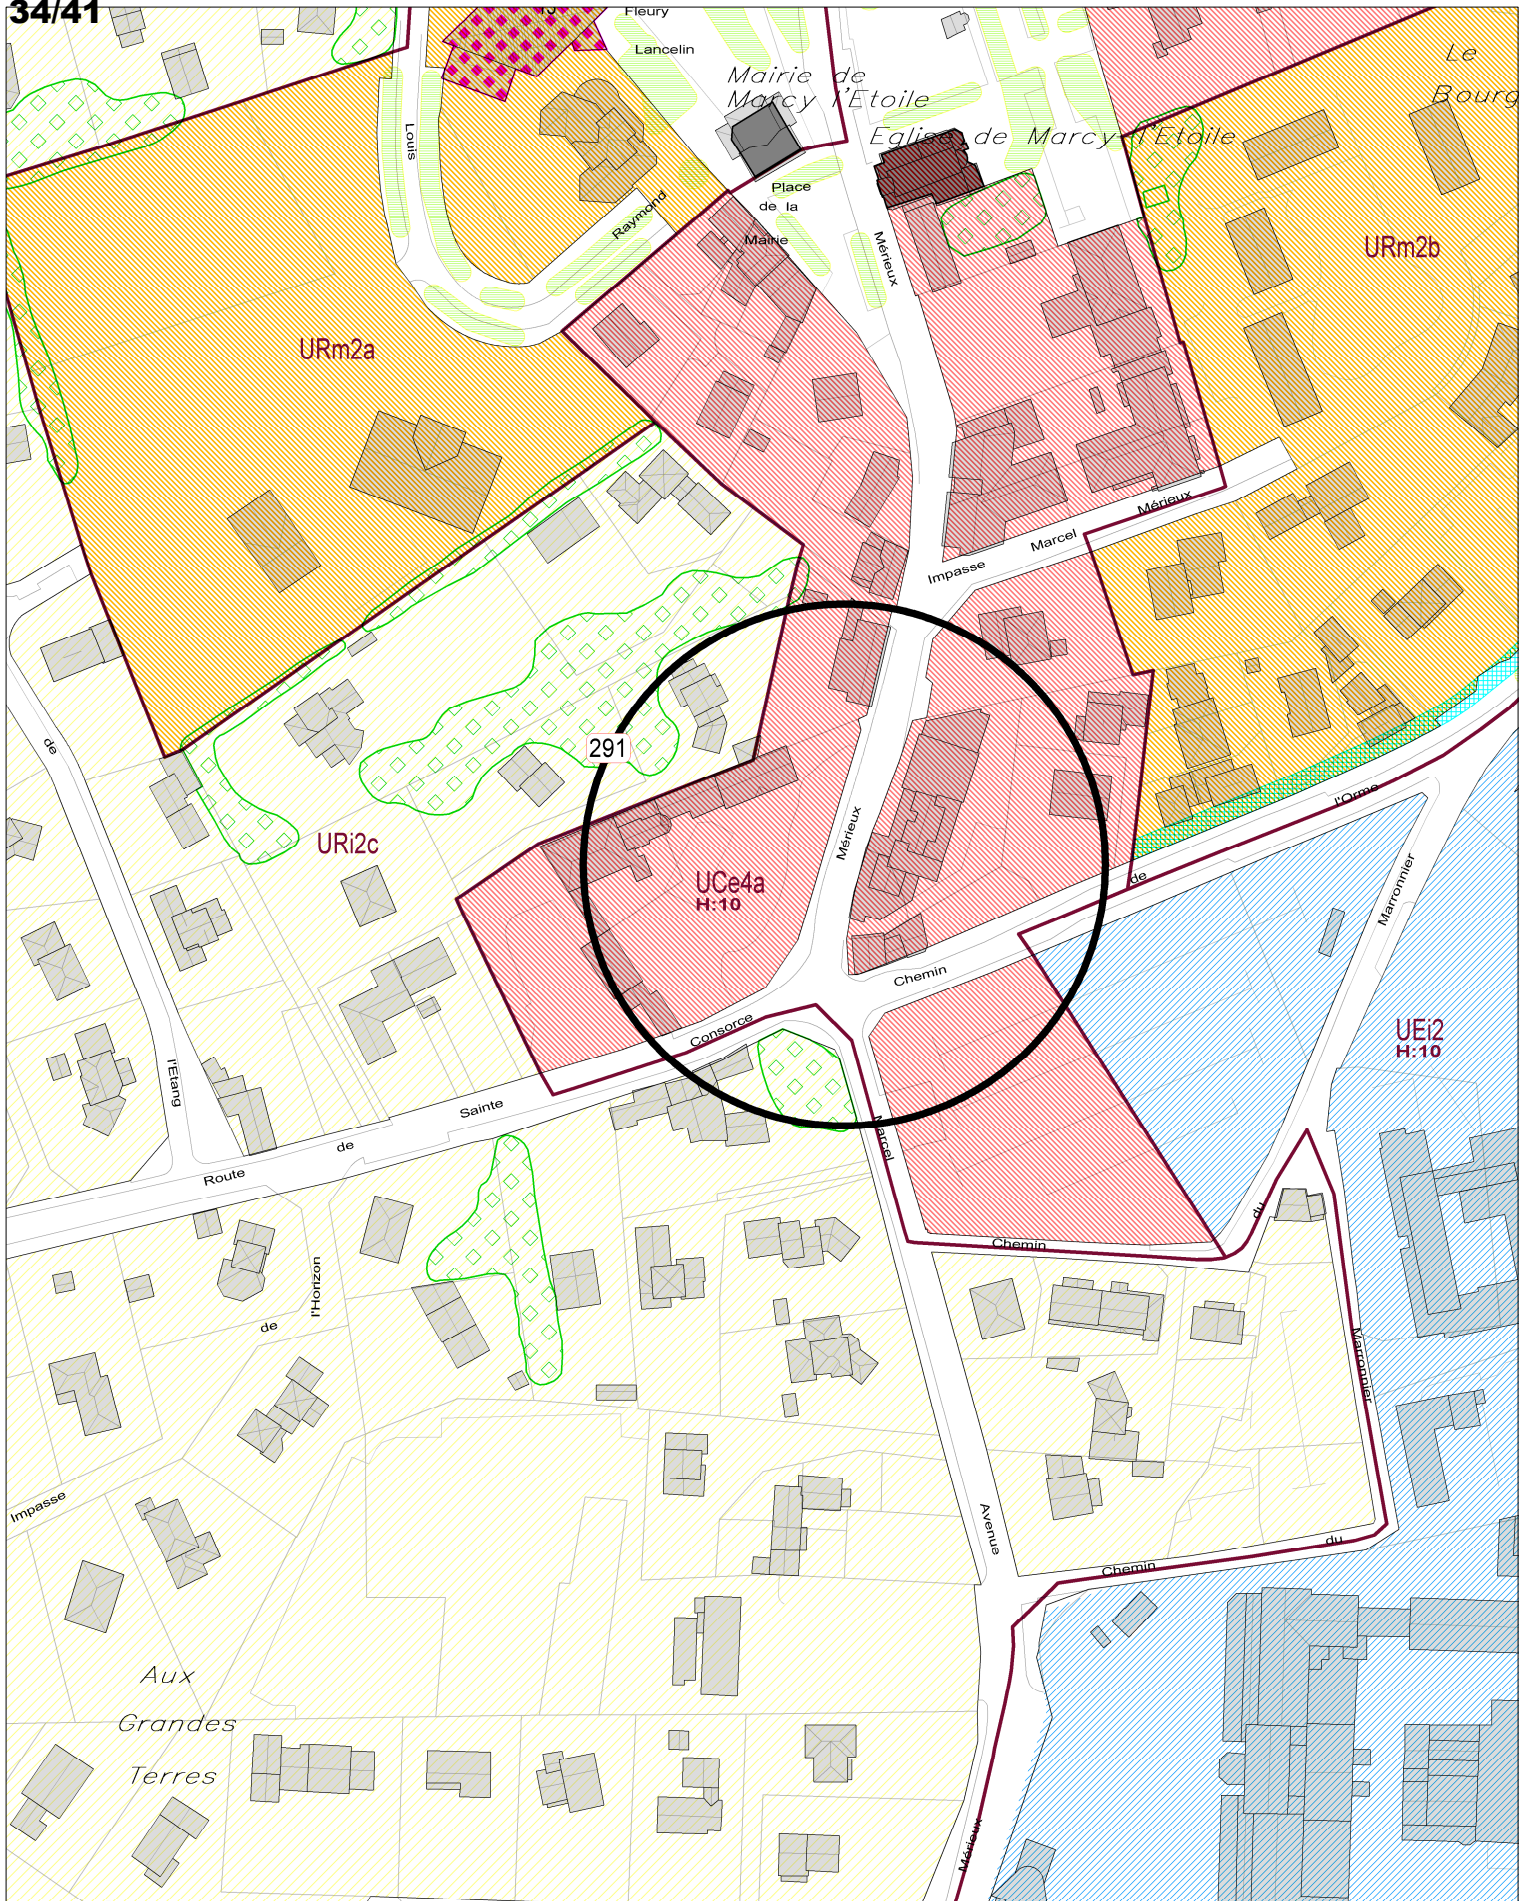 34/41
Fleury
Lancelin
Mairie de
Marcy l'Etoile
Eglise de Marcy-l'Etoile
Le
Bourg
Louis
Raymond
Place
de la
Mairie
Mérieux
URm2a
URm2b
Impasse
Marcel
Mérieux
291
Mérieux
URi2c
UCe4a
H:10
de
l'Etang
Chemin
de
l'Orme
Marronnier
UEi2
H:10
Route
de
Sainte
Consorce
Marcel
Chemin
du
Marronnier
de
l'Horizon
Impasse
Avenue
Chemin
du
Mérieux
Aux
Grandes
Terres